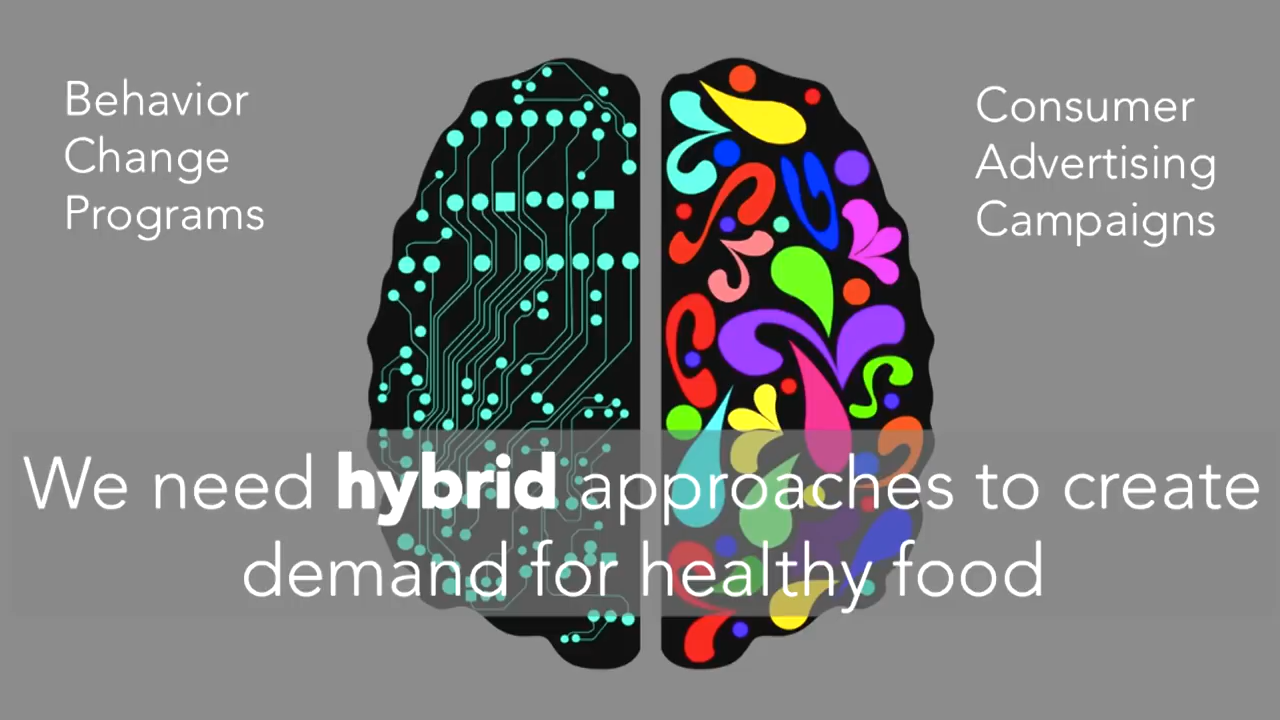 Behavior
Change
Programs
Consumer
Advertising
Campaigns
We need hybrid approaches to create
demand for healthy food